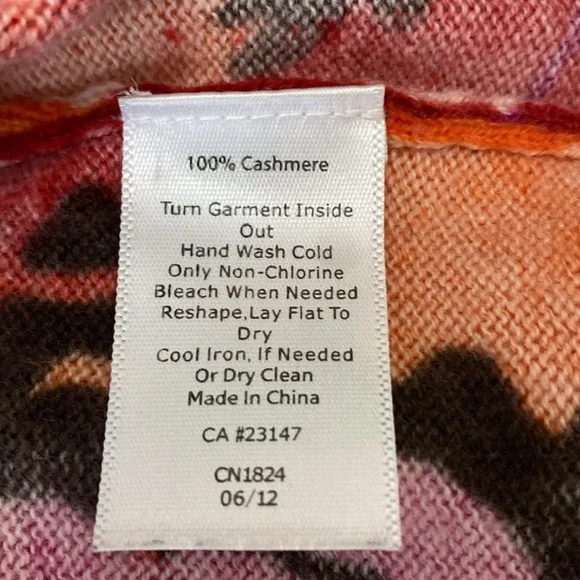 100% Cashmere
Turn Garment Inside
Out
Hand Wash Cold
Only Non-Chlorine
Bleach When Needed
Reshape,Lay Flat To
Dry
Cool Iron, If Needed
Or Dry Clean
Made In China
CA #23147
CN1824
06/12